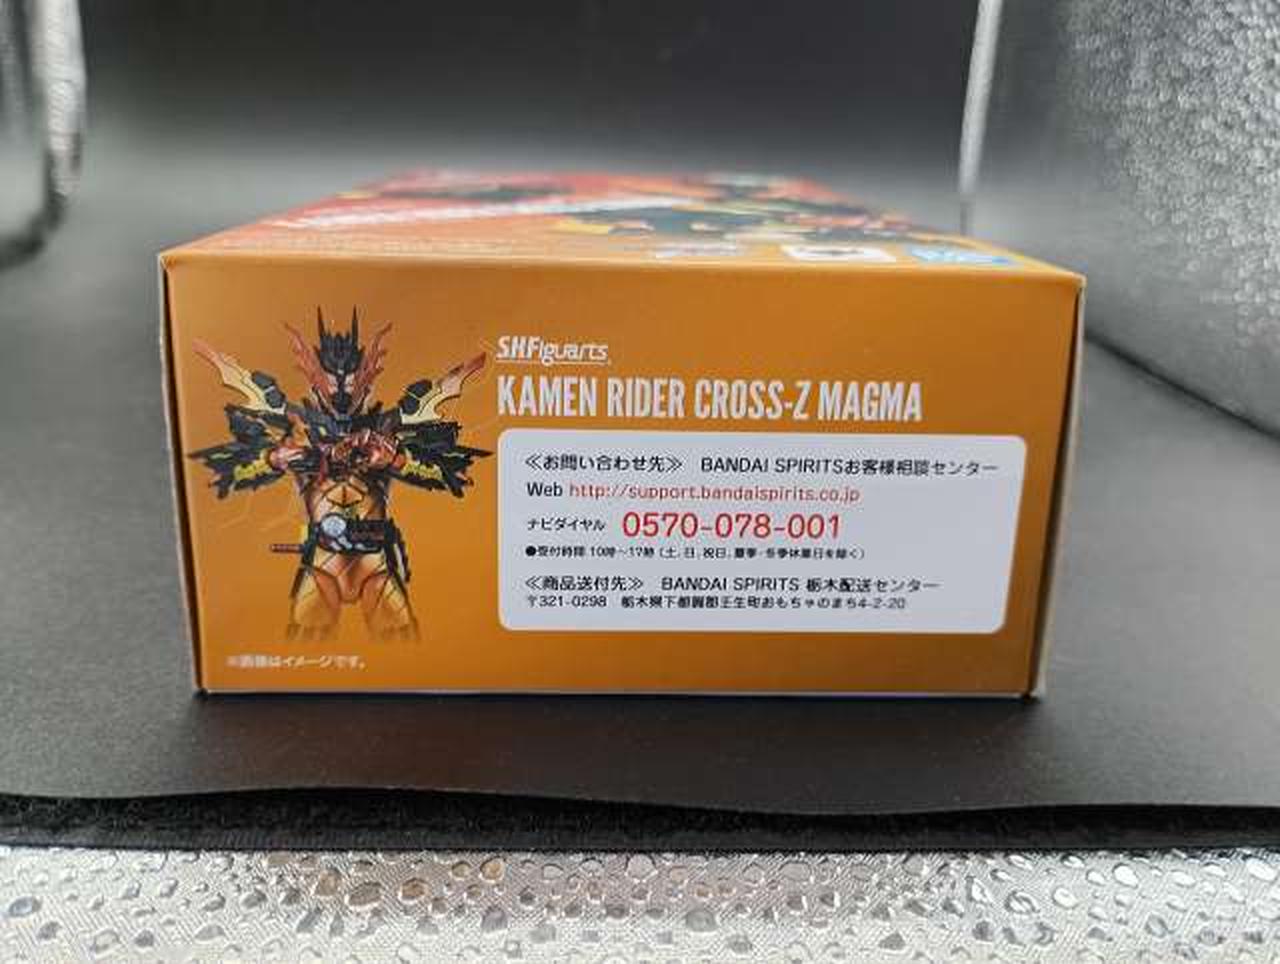 S.H.Figuarts
KAMEN RIDER CROSS-Z MAGMA
≪お問い合わせ先≫ BANDAI SPIRITSお客様相談センター
Web http://support.bandaispirits.co.jp
ナビダイヤル 0570-078-001
●受付時間 10時～17時（土、日、祝日、夏季・冬季休業日を除く）
≪商品送付先≫ BANDAI SPIRITS 栃木配送センター
〒321-0298 栃木県下都賀郡壬生町おもちゃのまち4-2-20
※画像はイメージです。